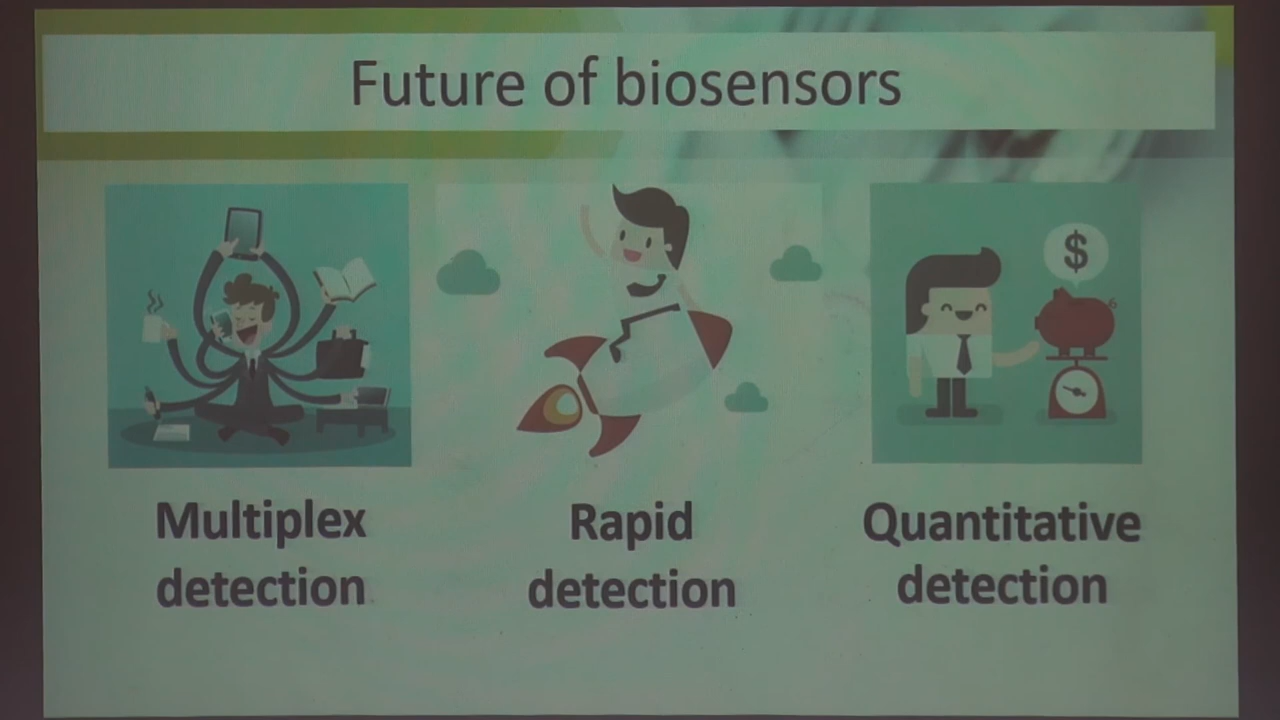 Future of biosensors
$
Multiplex
detection
Rapid
detection
Quantitative
detection